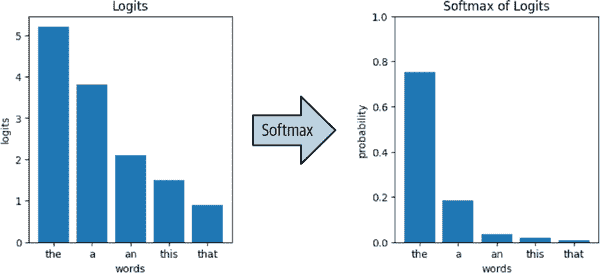 Logits
logits
5
4
3
2
1
0
the a an this that
words
Softmax
Softmax of Logits
probability
1.0
0.8
0.6
0.4
0.2
0.0
the a an this that
words